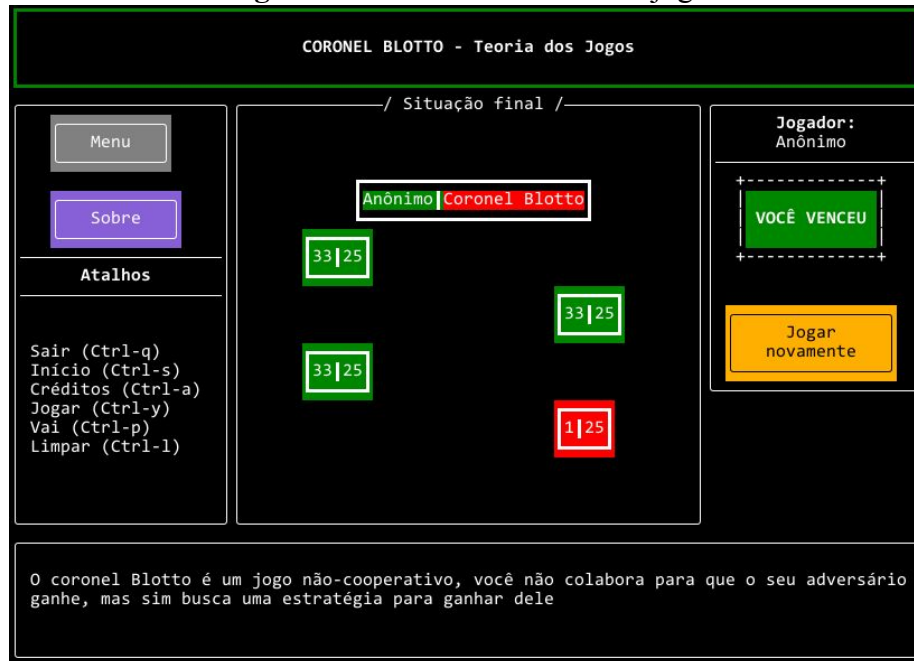 CORONEL BLOTTO - Teoria dos Jogos
Menu
Sobre
Atalhos
Sair (Ctrl-q)
Início (Ctrl-s)
Créditos (Ctrl-a)
Jogar (Ctrl-y)
Vai (Ctrl-p)
Limpar (Ctrl-l)
/ Situação final /
Anônimo|Coronel Blotto
33|25
33|25
33|25
1|25
Jogador:
Anônimo
VOCÊ VENCEU
Jogar
novamente
O coronel Blotto é um jogo não-cooperativo, você não colabora para que o seu adversário
ganhe, mas sim busca uma estratégia para ganhar dele